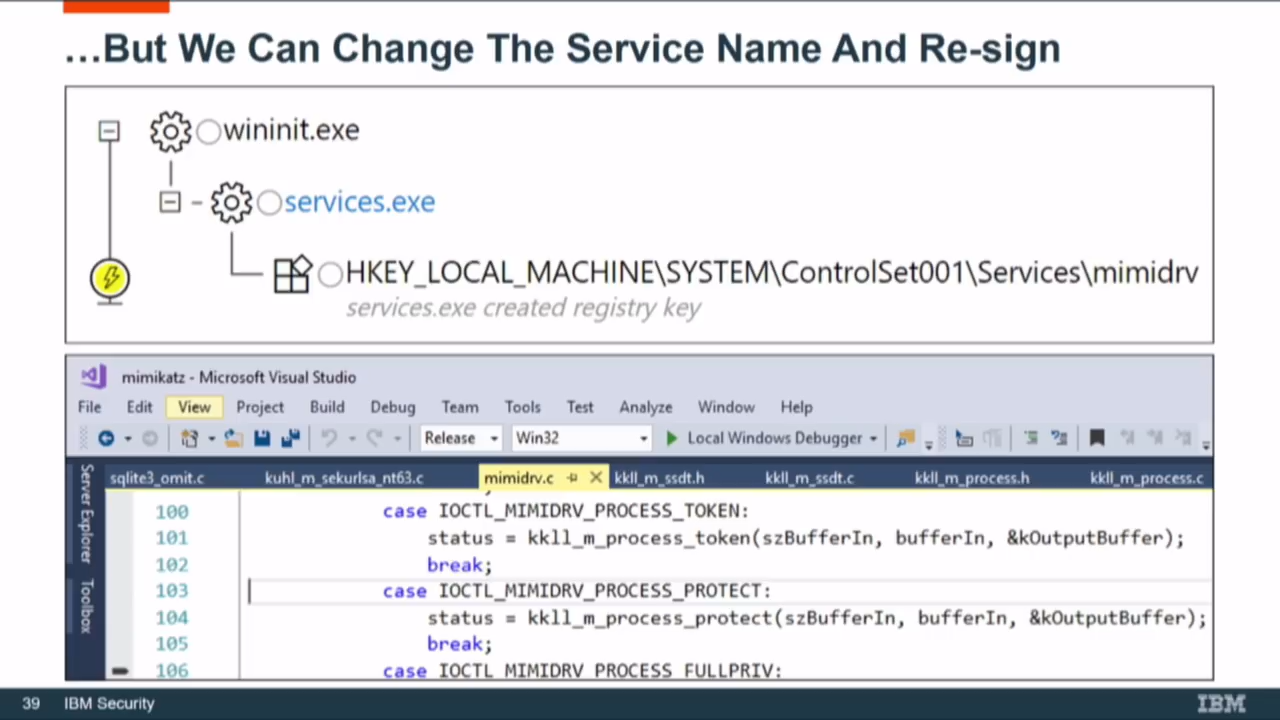 …But We Can Change The Service Name And Re-sign
wininit.exe
services.exe
HKEY_LOCAL_MACHINE\SYSTEM\ControlSet001\Services\mimidrv
services.exe created registry key
mimikatz - Microsoft Visual Studio
File Edit View Project Build Debug Team Tools Test Analyze Window Help
Release Win32 Local Windows Debugger
Server Explorer
Toolbox
sqlite3_omit.c kuhl_m_sekurlsa_nt63.c mimidrv.c kkll_m_ssdt.h kkll_m_ssdt.c kkll_m_process.h kkll_m_process.c
100 case IOCTL_MIMIDRV_PROCESS_TOKEN:
101 status = kkll_m_process_token(szBufferIn, bufferIn, &kOutputBuffer);
102 break;
103 case IOCTL_MIMIDRV_PROCESS_PROTECT:
104 status = kkll_m_process_protect(szBufferIn, bufferIn, &kOutputBuffer);
105 break;
106 case IOCTL_MIMIDRV_PROCESS_FULLPRIV:
39 IBM Security IBM